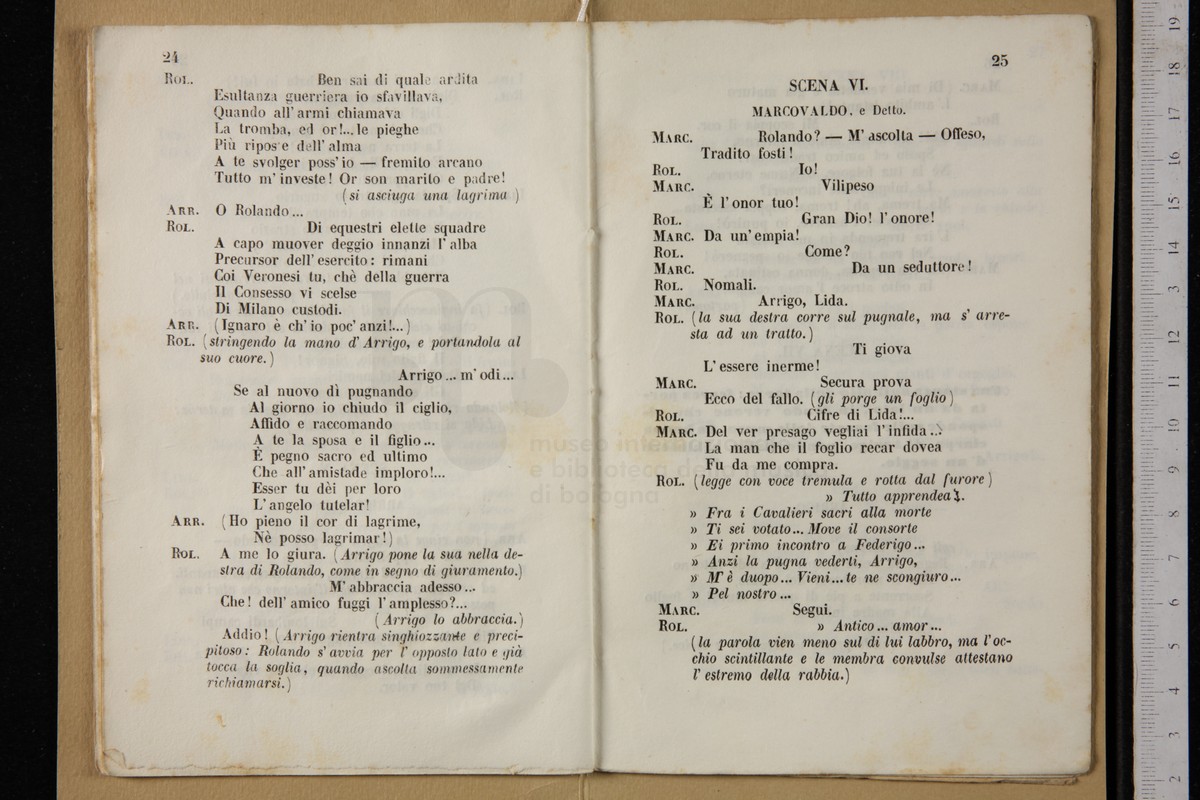 24
Rol. Ben sai di quale ardita
Esultanza guerriera io sfavillava,
Quando all' armi chiamava
La tromba, ed or!... le pieghe
Più riposte dell' alma
A te svolger poss' io — fremito arcano
Tutto m' investe! Or son marito e padre!
(si asciuga una lagrima)
Arr. O Rolando...
Rol. Di equestri elette squadre
A capo muover deggio innanzi l' alba
Precursor dell' esercito: rimani
Coi Veronesi tu, chè della guerra
Il Consesso vi scelse
Di Milano custodi.
Arr. (Ignaro è ch' io poc' anzi!...)
Rol. (stringendo la mano d' Arrigo, e portandola al
suo cuore.)
Arrigo... m' odi...
Se al nuovo dì pugnando
Al giorno io chiudo il ciglio,
Affido e raccomando
A te la sposa e il figlio...
È pegno sacro ed ultimo
Che all' amistade imploro!...
Esser tu dèi per loro
L' angelo tutelar!
Arr. (Ho pieno il cor di lagrime,
Nè posso lagrimar!)
Rol. A me lo giura. (Arrigo pone la sua nella de-
stra di Rolando, come in segno di giuramento.)
M' abbraccia adesso...
Che! dell' amico fuggi l' amplesso?...
(Arrigo lo abbraccia.)
Addio! (Arrigo rientra singhiozzante e preci-
pitoso: Rolando s' avvia per l' opposto lato e già
tocca la soglia, quando ascolta sommessamente
richiamarsi.)
25
SCENA VI.
MARCOVALDO. e Detto.
Marc. Rolando? — M' ascolta — Offeso,
Tradito fosti!
Rol. Io!
Marc. Vilipeso
È l' onor tuo!
Rol. Gran Dio! l' onore!
Marc. Da un' empia!
Rol. Come?
Marc. Da un seduttore!
Rol. Nomali.
Marc. Arrigo, Lida.
Rol. (la sua destra corre sul pugnale, ma s' arre-
sta ad un tratto.)
Ti giova
L' essere inerme!
Marc. Secura prova
Ecco del fallo. (gli porge un foglio)
Rol. Cifre di Lida!...
Marc. Del ver presago vegliai l' infida...
La man che il foglio recar dovea
Fu da me compra.
Rol. (legge con voce tremula e rotta dal furore)
» Tutto apprendea.
» Fra i Cavalieri sacri alla morte
» Ti sei votato... Move il consorte
» Ei primo incontro a Federigo...
» Anzi la pugna vederti, Arrigo,
» M' è duopo... Vieni... te ne scongiuro...
» Pel nostro...
Marc. Segui.
Rol. » Antico... amor...
(la parola vien meno sul di lui labbro, ma l' oc-
chio scintillante e le membra convulse attestano
l' estremo della rabbia.)